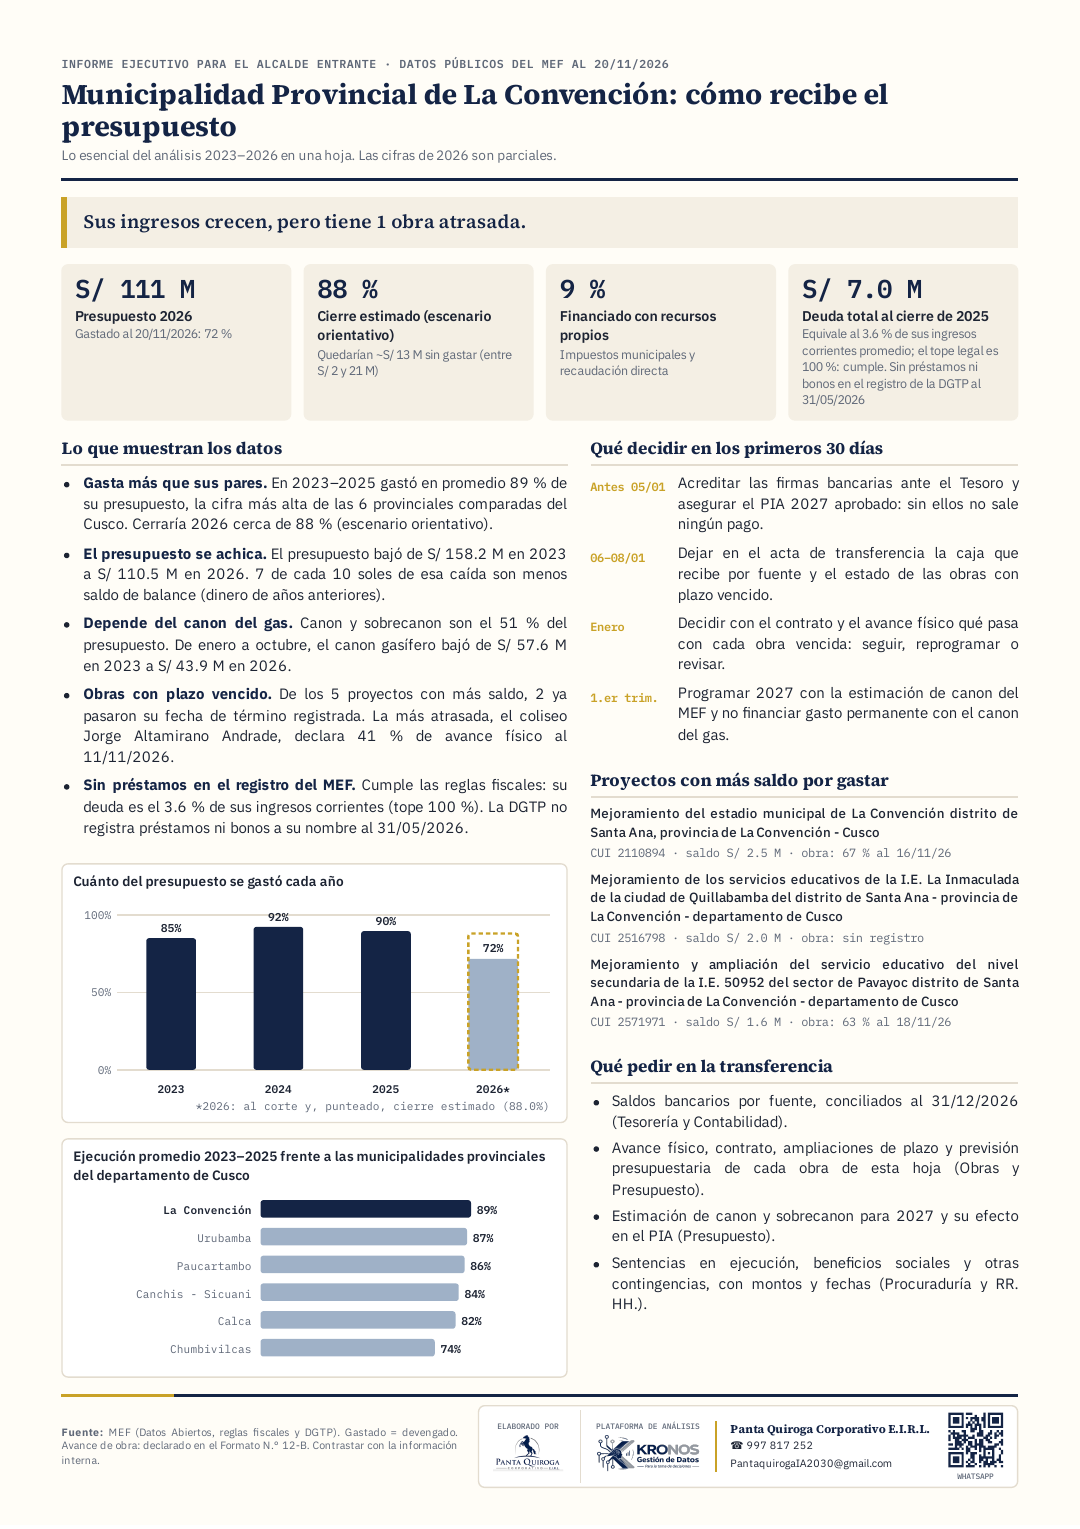 INFORME EJECUTIVO PARA EL ALCALDE ENTRANTE · DATOS PÚBLICOS DEL MEF AL 20/11/2026
Municipalidad Provincial de La Convención: cómo recibe el
presupuesto
Lo esencial del análisis 2023–2026 en una hoja. Las cifras de 2026 son parciales.
Sus ingresos crecen, pero tiene 1 obra atrasada.
S/ 111 M
Presupuesto 2026
Gastado al 20/11/2026: 72 %
88 %
Cierre estimado (escenario
orientativo)
Quedarían ~S/ 13 M sin gastar (entre
S/ 2 y 21 M)
9 %
Financiado con recursos
propios
Impuestos municipales y
recaudación directa
S/ 7.0 M
Deuda total al cierre de 2025
Equivale al 3.6 % de sus ingresos
corrientes promedio; el tope legal es
100 %: cumple. Sin préstamos ni
bonos en el registro de la DGTP al
31/05/2026
Lo que muestran los datos
• Gasta más que sus pares. En 2023–2025 gastó en promedio 89 % de
su presupuesto, la cifra más alta de las 6 provinciales comparadas del
Cusco. Cerraría 2026 cerca de 88 % (escenario orientativo).
• El presupuesto se achica. El presupuesto bajó de S/ 158.2 M en 2023
a S/ 110.5 M en 2026. 7 de cada 10 soles de esa caída son menos
saldo de balance (dinero de años anteriores).
• Depende del canon del gas. Canon y sobrecanon son el 51 % del
presupuesto. De enero a octubre, el canon gasífero bajó de S/ 57.6 M
en 2023 a S/ 43.9 M en 2026.
• Obras con plazo vencido. De los 5 proyectos con más saldo, 2 ya
pasaron su fecha de término registrada. La más atrasada, el coliseo
Jorge Altamirano Andrade, declara 41 % de avance físico al
11/11/2026.
• Sin préstamos en el registro del MEF. Cumple las reglas fiscales: su
deuda es el 3.6 % de sus ingresos corrientes (tope 100 %). La DGTP no
registra préstamos ni bonos a su nombre al 31/05/2026.
Cuánto del presupuesto se gastó cada año
100%
50%
0%
85%
92%
90%
72%
2023
2024
2025
2026*
*2026: al corte y, punteado, cierre estimado (88.0%)
Ejecución promedio 2023–2025 frente a las municipalidades provinciales
del departamento de Cusco
La Convención 89%
Urubamba 87%
Paucartambo 86%
Canchis - Sicuani 84%
Calca 82%
Chumbivilcas 74%
Qué decidir en los primeros 30 días
Antes 05/01 Acreditar las firmas bancarias ante el Tesoro y
asegurar el PIA 2027 aprobado: sin ellos no sale
ningún pago.
06–08/01 Dejar en el acta de transferencia la caja que
recibe por fuente y el estado de las obras con
plazo vencido.
Enero Decidir con el contrato y el avance físico qué pasa
con cada obra vencida: seguir, reprogramar o
revisar.
1.er trim. Programar 2027 con la estimación de canon del
MEF y no financiar gasto permanente con el canon
del gas.
Proyectos con más saldo por gastar
Mejoramiento del estadio municipal de La Convención distrito de
Santa Ana, provincia de La Convención - Cusco
CUI 2110894 · saldo S/ 2.5 M · obra: 67 % al 16/11/26
Mejoramiento de los servicios educativos de la I.E. La Inmaculada
de la ciudad de Quillabamba del distrito de Santa Ana - provincia de
La Convención - departamento de Cusco
CUI 2516798 · saldo S/ 2.0 M · obra: sin registro
Mejoramiento y ampliación del servicio educativo del nivel
secundaria de la I.E. 50952 del sector de Pavayoc distrito de Santa
Ana - provincia de La Convención - departamento de Cusco
CUI 2571971 · saldo S/ 1.6 M · obra: 63 % al 18/11/26
Qué pedir en la transferencia
• Saldos bancarios por fuente, conciliados al 31/12/2026
(Tesorería y Contabilidad).
• Avance físico, contrato, ampliaciones de plazo y previsión
presupuestaria de cada obra de esta hoja (Obras y
Presupuesto).
• Estimación de canon y sobrecanon para 2027 y su efecto
en el PIA (Presupuesto).
• Sentencias en ejecución, beneficios sociales y otras
contingencias, con montos y fechas (Procuraduría y RR.
HH.).
Fuente: MEF (Datos Abiertos, reglas fiscales y DGTP). Gastado = devengado.
Avance de obra: declarado en el Formato N.° 12-B. Contrastar con la información
interna.
ELABORADO POR
PANTA QUIROGA
PLATAFORMA DE ANÁLISIS
KRONOS
Gestión de Datos
Panta Quiroga Corporativo E.I.R.L.
☎ 997 817 252
PantaquirogaIA2030@gmail.com
WHATSAPP